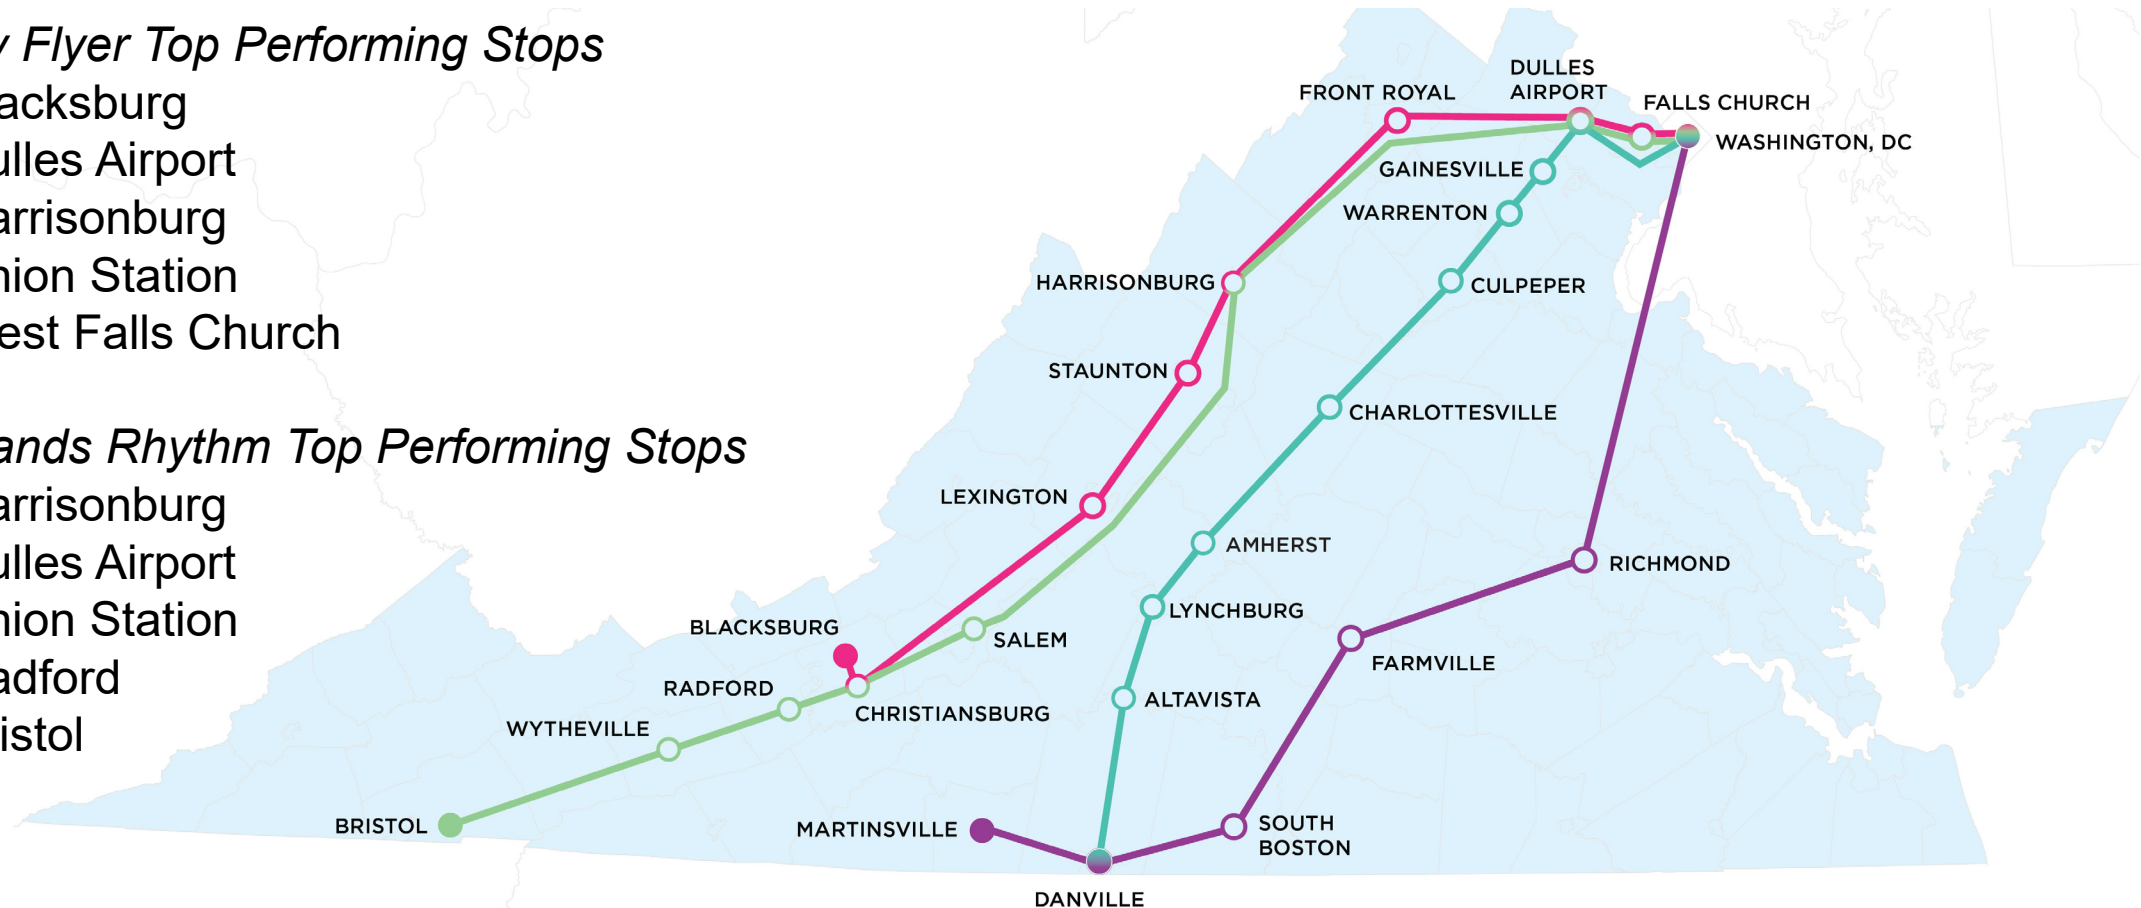 y Flyer Top Performing Stops
acksburg
ulles Airport
arrisonburg
nion Station
est Falls Church
ands Rhythm Top Performing Stops
arrisonburg
ulles Airport
nion Station
adford
istol
DULLES
AIRPORT
FRONT ROYAL
FALLS CHURCH
WASHINGTON, DC
GAINESVILLE
WARRENTON
HARRISONBURG
CULPEPER
STAUNTON
CHARLOTTESVILLE
LEXINGTON
AMHERST
RICHMOND
LYNCHBURG
BLACKSBURG
SALEM
FARMVILLE
RADFORD
ALTAVISTA
CHRISTIANSBURG
WYTHEVILLE
BRISTOL
MARTINSVILLE
SOUTH
BOSTON
DANVILLE